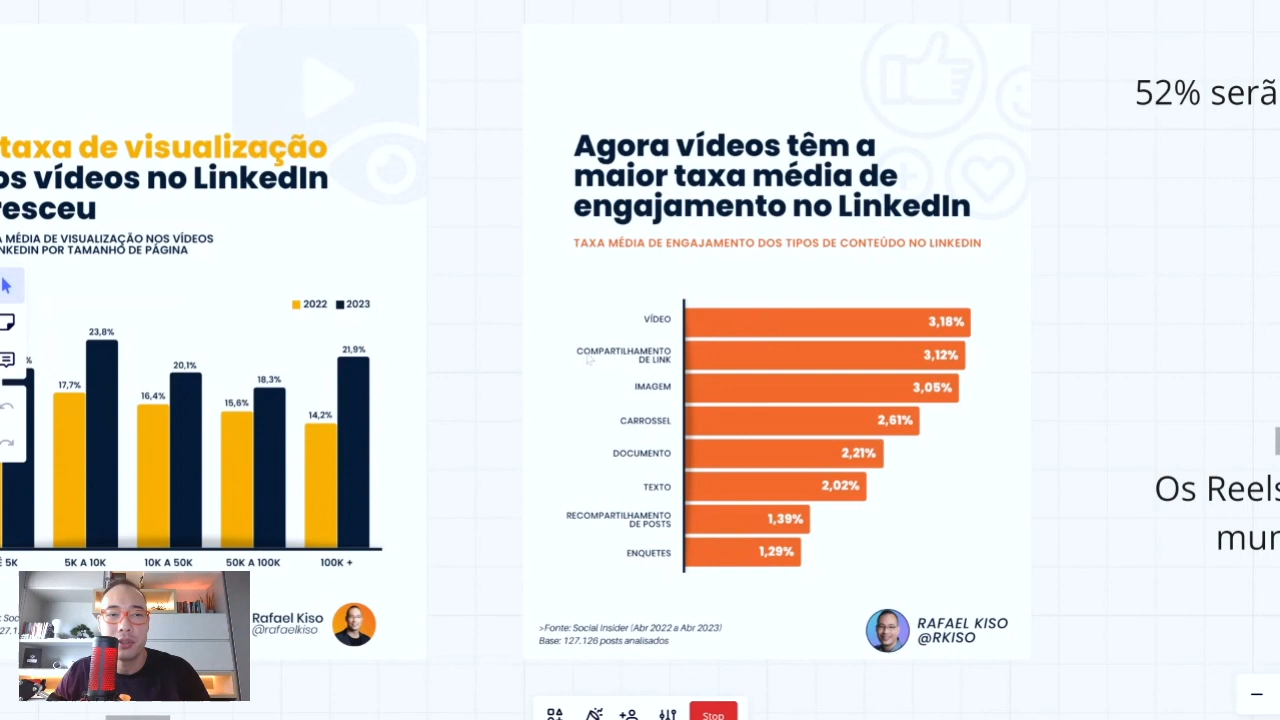 taxa de visualização
os vídeos no LinkedIn
resceu
A MÉDIA DE VISUALIZAÇÃO NOS VÍDEOS
NKEDIN POR TAMANHO DE PÁGINA
2022 2023
%
17,7%
23,8%
16,4%
20,1%
15,6%
18,3%
14,2%
21,9%
É 5K
5K A 10K
10K A 50K
50K A 100K
100K +
Rafael Kiso
@rafaelkiso
Agora vídeos têm a
maior taxa média de
engajamento no LinkedIn
TAXA MÉDIA DE ENGAJAMENTO DOS TIPOS DE CONTEÚDO NO LINKEDIN
VÍDEO 3,18%
COMPARTILHAMENTO
DE LINK 3,12%
IMAGEM 3,05%
CARROSSEL 2,61%
DOCUMENTO 2,21%
TEXTO 2,02%
RECOMPARTILHAMENTO
DE POSTS 1,39%
ENQUETES 1,29%
>Fonte: Social Insider (Abr 2022 a Abr 2023)
Base: 127.126 posts analisados
RAFAEL KISO
@RKISO
52% serã
Os Reels
mun
Stop